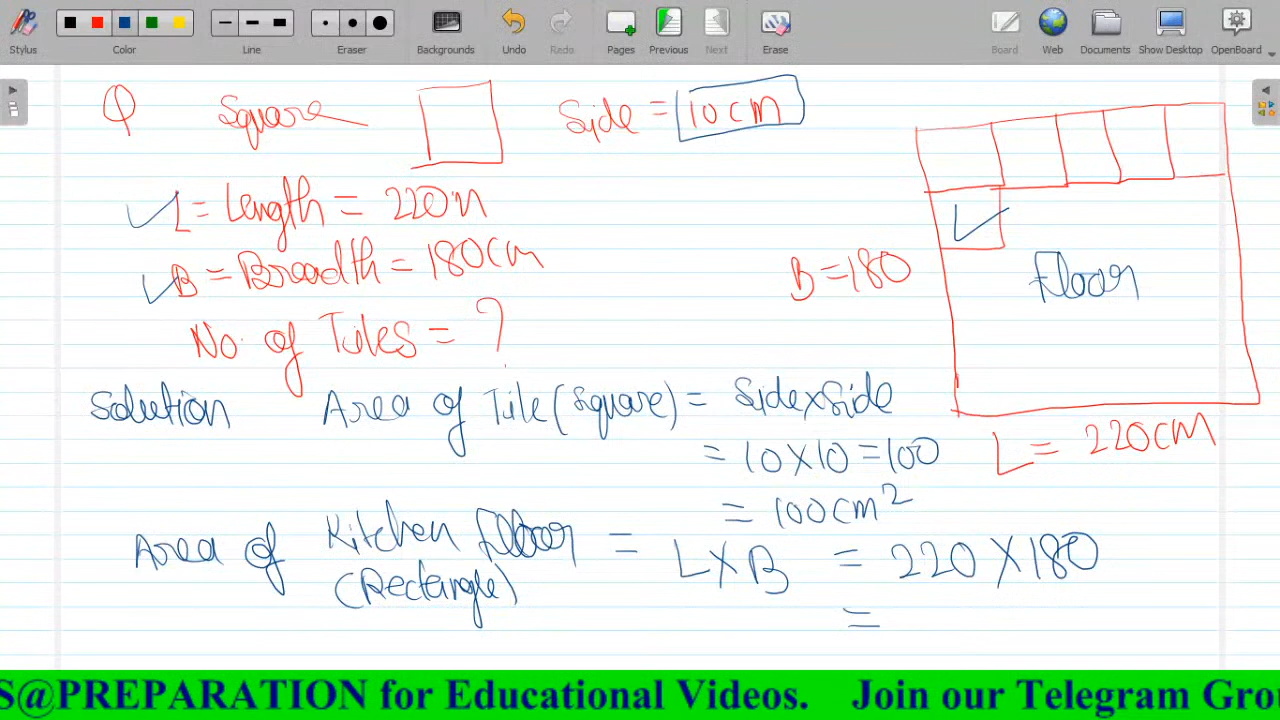 Stylus
Color
Line
Eraser
Backgrounds
Undo
Redo
Pages
Previous
Next
Erase
Board
Web
Documents
Show Desktop
OpenBoard
Q Square Side = 10 cm
L = Length = 220 m
B = Breadth = 180 cm
No. of Tiles = ?
B = 180
Floor
L = 220 cm
Solution Area of Tile (Square) = Side × Side
= 10 × 10 = 100
= 100 cm²
Area of Kitchen Floor = L × B = 220 × 180
(Rectangle)
=
S@PREPARATION for Educational Videos. Join our Telegram Gro